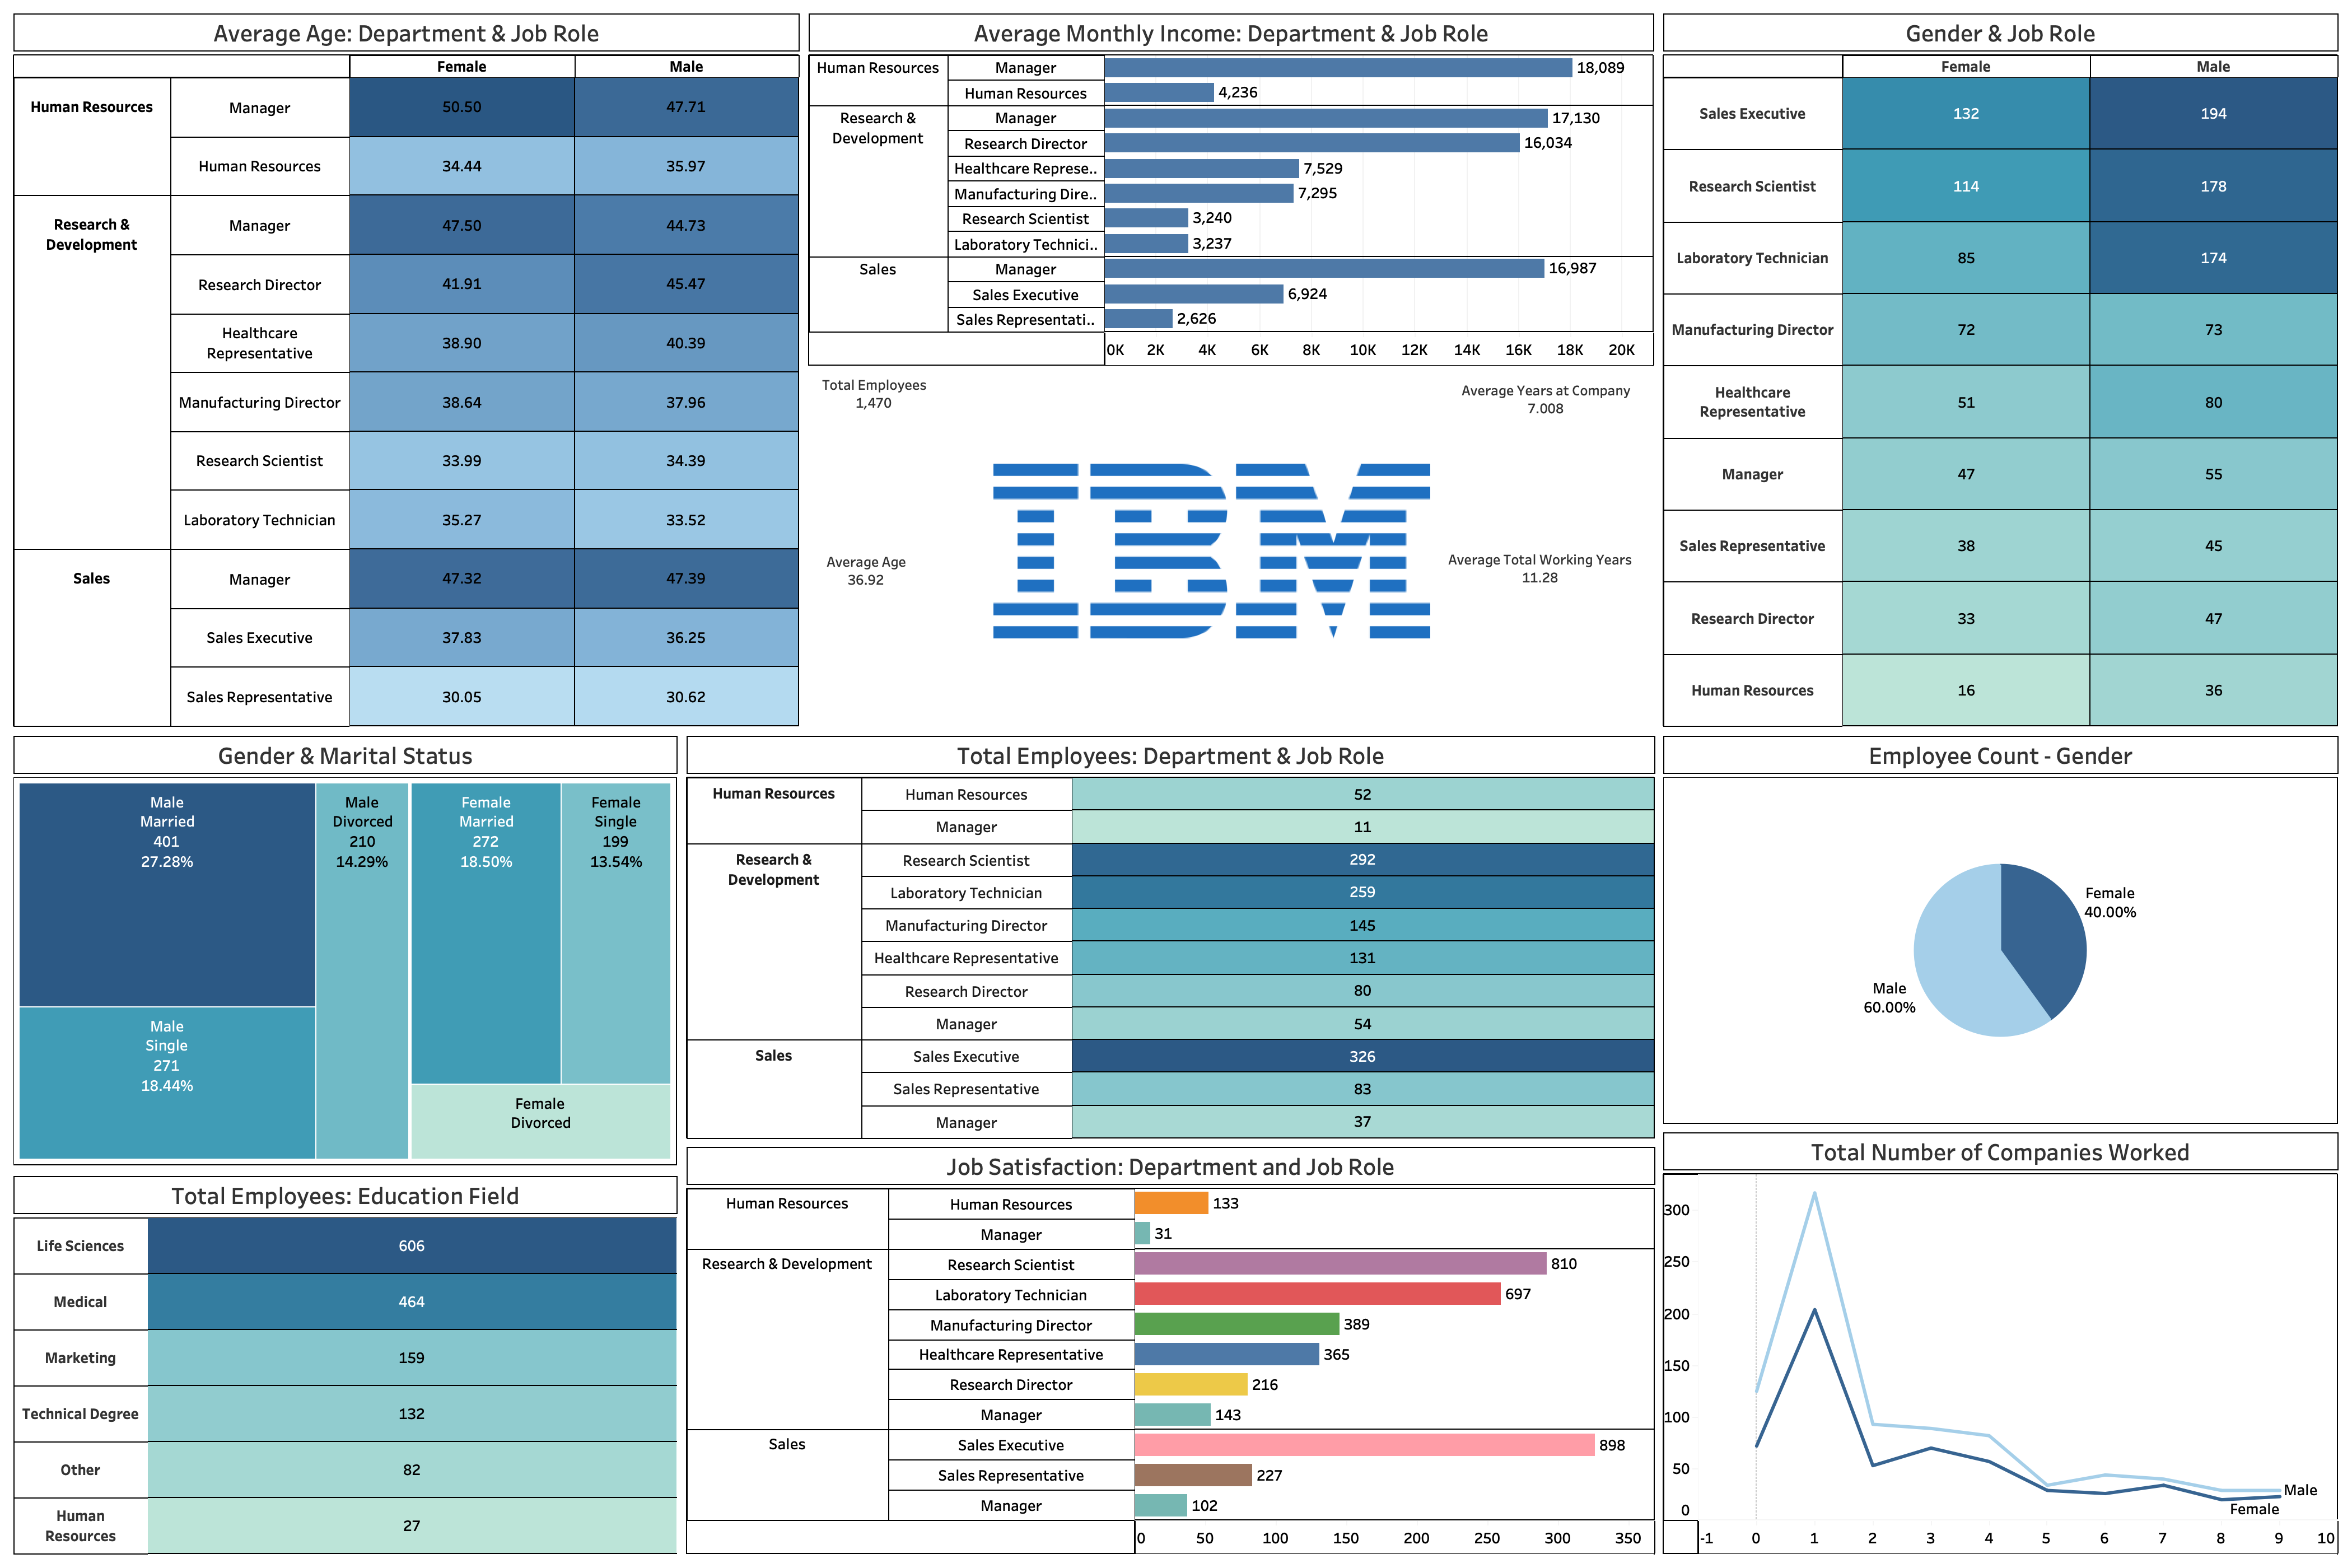 Average Age: Department & Job Role
Female Male
Human Resources Manager 50.50 47.71
Human Resources 34.44 35.97
Research &
Development
Manager 47.50 44.73
Research Director 41.91 45.47
Healthcare
Representative
38.90 40.39
Manufacturing Director 38.64 37.96
Research Scientist 33.99 34.39
Laboratory Technician 35.27 33.52
Sales Manager 47.32 47.39
Sales Executive 37.83 36.25
Sales Representative 30.05 30.62
Average Monthly Income: Department & Job Role
Human Resources Manager 18,089
Human Resources 4,236
Research &
Development
Manager 17,130
Research Director 16,034
Healthcare Represe.. 7,529
Manufacturing Dire.. 7,295
Research Scientist 3,240
Laboratory Technici.. 3,237
Sales Manager 16,987
Sales Executive 6,924
Sales Representati.. 2,626
0K 2K 4K 6K 8K 10K 12K 14K 16K 18K 20K
Total Employees
1,470
Average Years at Company
7.008
IBM
Average Age
36.92
Average Total Working Years
11.28
Gender & Job Role
Female Male
Sales Executive 132 194
Research Scientist 114 178
Laboratory Technician 85 174
Manufacturing Director 72 73
Healthcare
Representative
51 80
Manager 47 55
Sales Representative 38 45
Research Director 33 47
Human Resources 16 36
Gender & Marital Status
Male
Married
401
27.28%
Male
Single
271
18.44%
Male
Divorced
210
14.29%
Female
Married
272
18.50%
Female
Single
199
13.54%
Female
Divorced
Total Employees: Department & Job Role
Human Resources Human Resources 52
Manager 11
Research &
Development
Research Scientist 292
Laboratory Technician 259
Manufacturing Director 145
Healthcare Representative 131
Research Director 80
Manager 54
Sales Sales Executive 326
Sales Representative 83
Manager 37
Employee Count - Gender
Female
40.00%
Male
60.00%
Total Employees: Education Field
Life Sciences 606
Medical 464
Marketing 159
Technical Degree 132
Other 82
Human
Resources
27
Job Satisfaction: Department and Job Role
Human Resources Human Resources 133
Manager 31
Research & Development Research Scientist 810
Laboratory Technician 697
Manufacturing Director 389
Healthcare Representative 365
Research Director 216
Manager 143
Sales Sales Executive 898
Sales Representative 227
Manager 102
0 50 100 150 200 250 300 350
Total Number of Companies Worked
300
250
200
150
100
50
0
Male
Female
-1 0 1 2 3 4 5 6 7 8 9 10